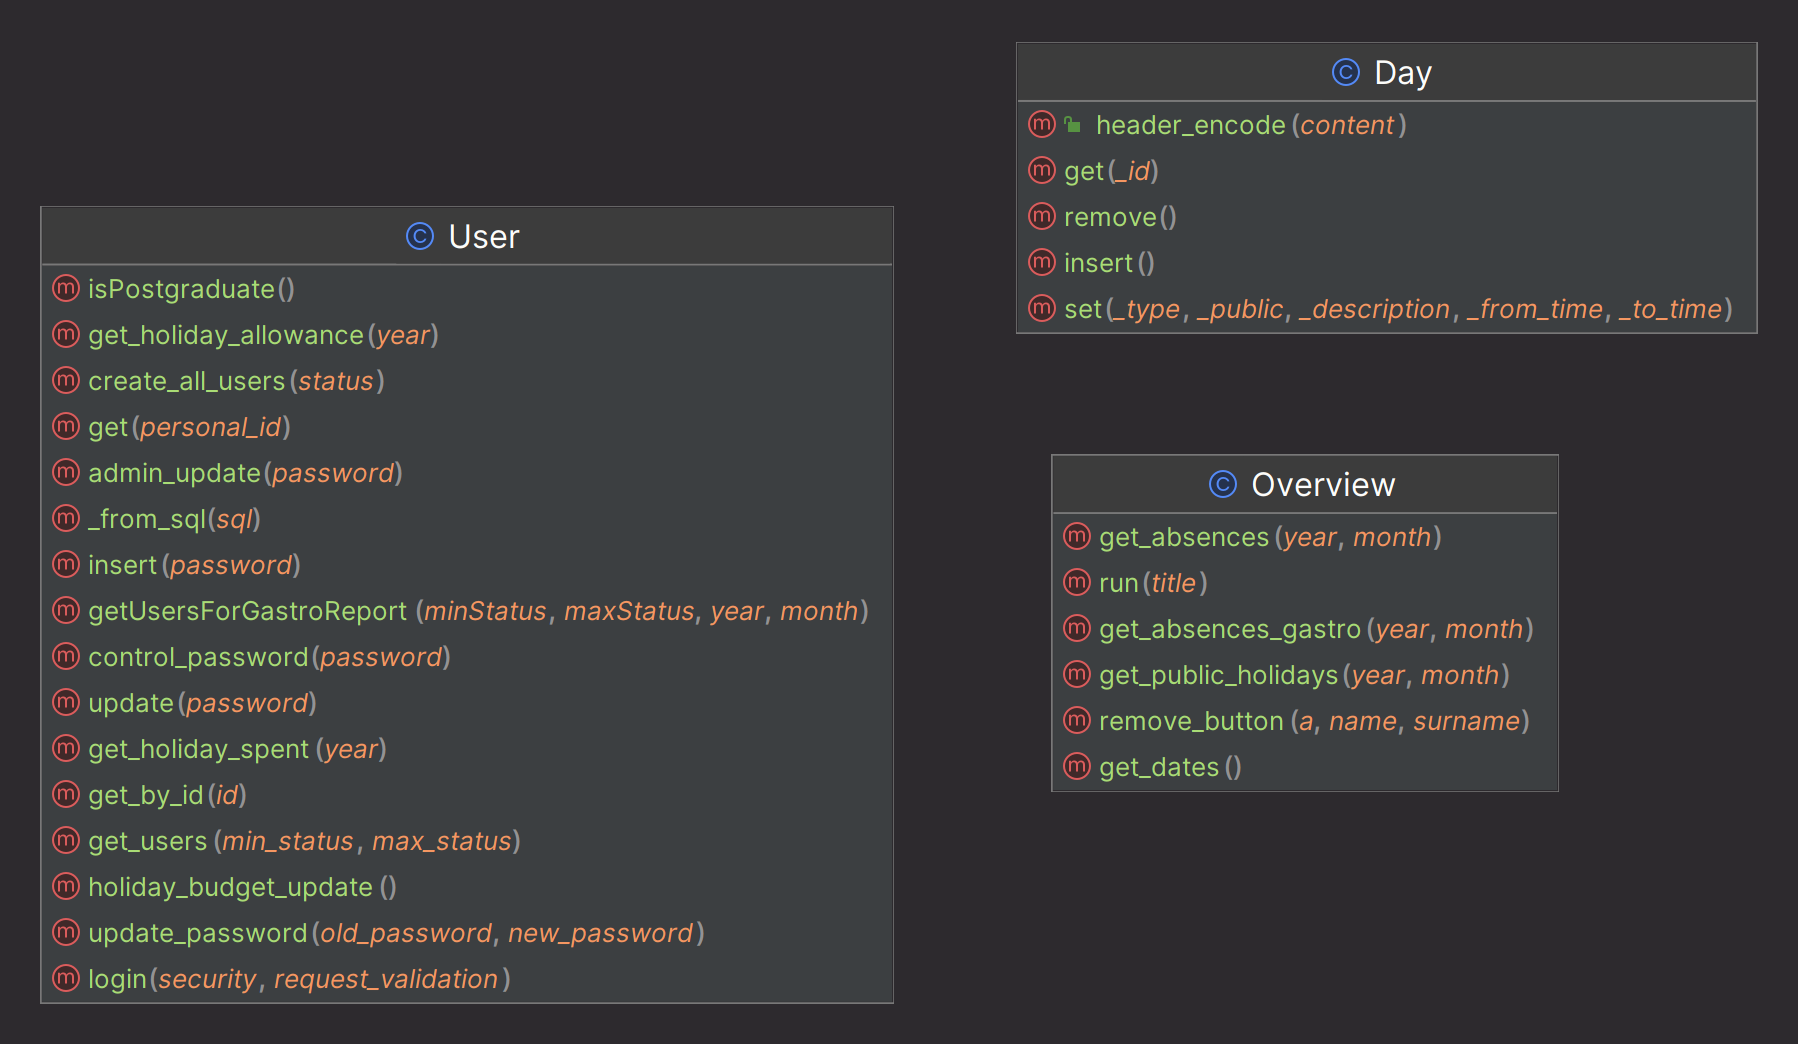 User
isPostgraduate()
get_holiday_allowance(year)
create_all_users(status)
get(personal_id)
admin_update(password)
_from_sql(sql)
insert(password)
getUsersForGastroReport (minStatus, maxStatus, year, month)
control_password(password)
update(password)
get_holiday_spent (year)
get_by_id(id)
get_users (min_status, max_status)
holiday_budget_update ()
update_password(old_password, new_password)
login(security, request_validation)
Day
header_encode(content)
get(_id)
remove()
insert()
set(_type, _public, _description, _from_time, _to_time)
Overview
get_absences(year, month)
run(title)
get_absences_gastro(year, month)
get_public_holidays(year, month)
remove_button (a, name, surname)
get_dates()